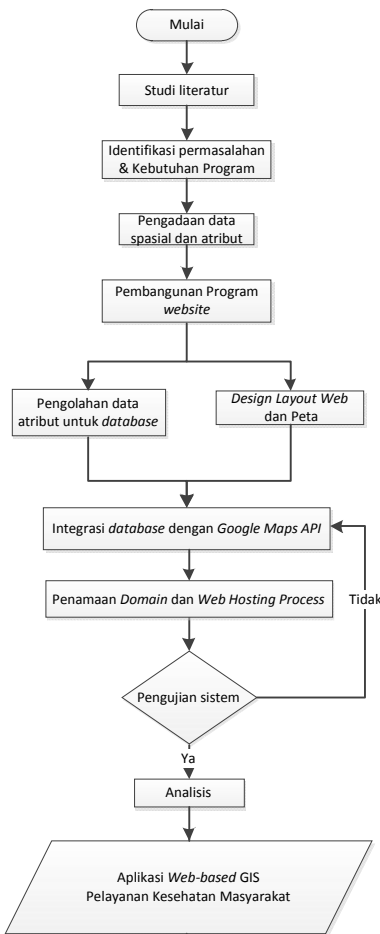 Mulai
Studi literatur
Identifikasi permasalahan
& Kebutuhan Program
Pengadaan data
spasial dan atribut
Pembangunan Program
website
Pengolahan data
atribut untuk database
Design Layout Web
dan Peta
Integrasi database dengan Google Maps API
Penamaan Domain dan Web Hosting Process
Tidak
Pengujian sistem
Ya
Analisis
Aplikasi Web-based GIS
Pelayanan Kesehatan Masyarakat